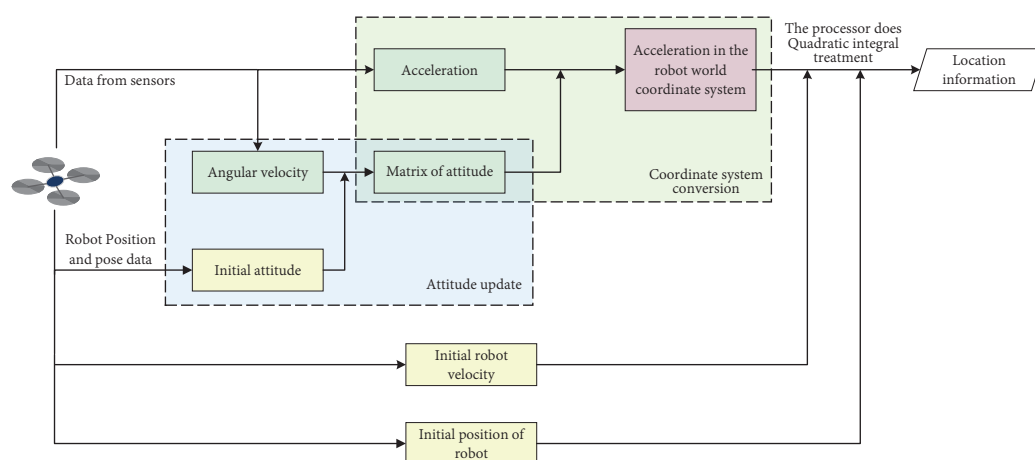 The processor does
Quadratic integral
treatment
Data from sensors
Acceleration
Acceleration in the
robot world
coordinate system
Location
information
Angular velocity
Matrix of attitude
Coordinate system
conversion
Robot Position
and pose data
Initial attitude
Attitude update
Initial robot
velocity
Initial position of
robot